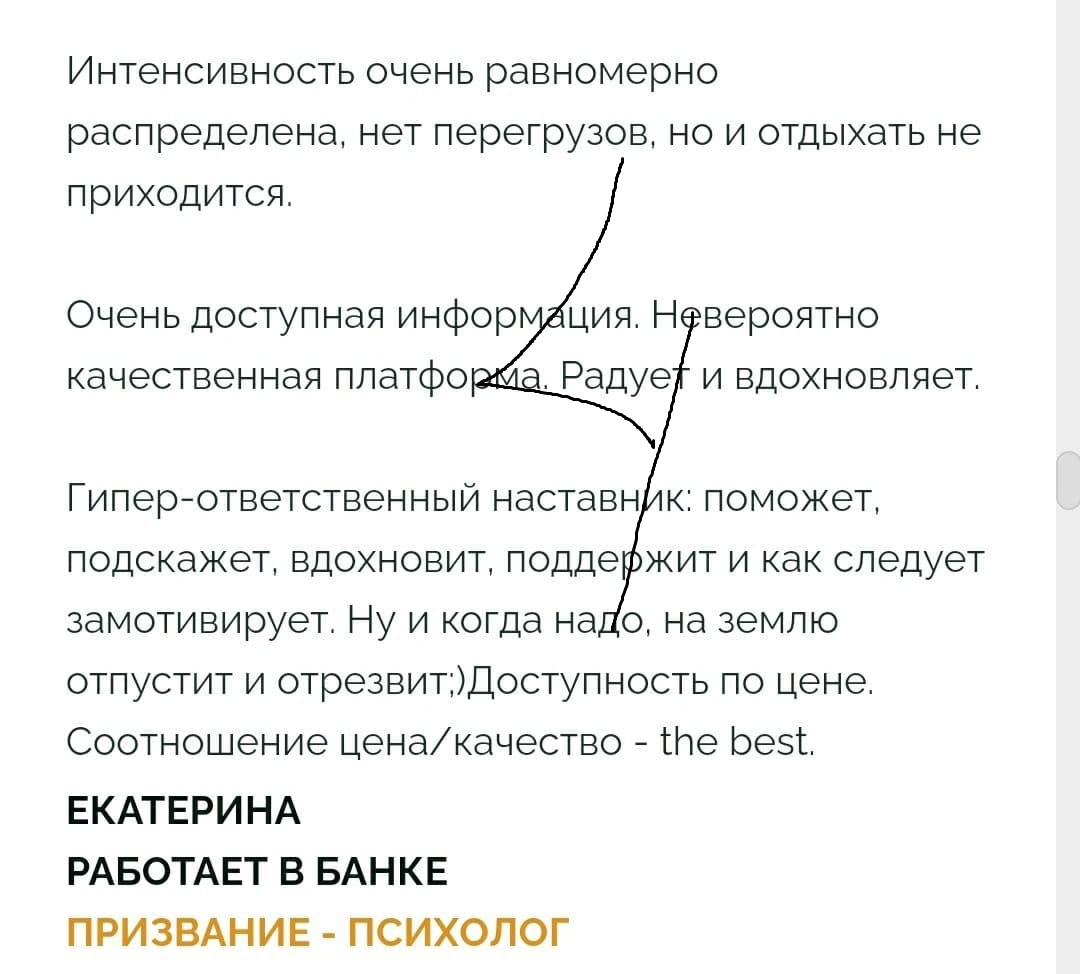 Интенсивность очень равномерно
распределена, нет перегрузов, но и отдыхать не
приходится.
Очень доступная информация. Невероятно
качественная платформа. Радует и вдохновляет.
Гипер-ответственный наставник: поможет,
подскажет, вдохновит, поддержит и как следует
замотивирует. Ну и когда надо, на землю
отпустит и отрезвит;)Доступность по цене.
Соотношение цена/качество - the best.
ЕКАТЕРИНА
РАБОТАЕТ В БАНКЕ
ПРИЗВАНИЕ - ПСИХОЛОГ